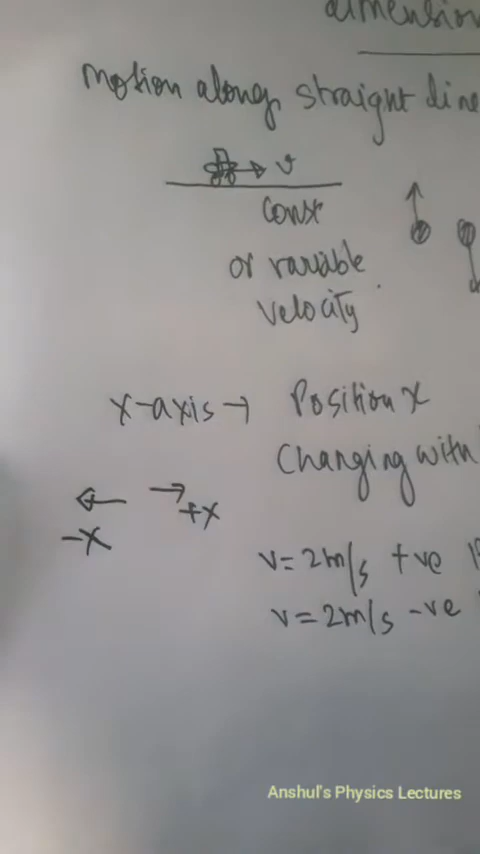 dimension
Motion along straight line
v
Const
or variable
velocity
x-axis → Position x
Changing with
-x +x
v=2m/s +ve
v=2m/s -ve
Anshul's Physics Lectures